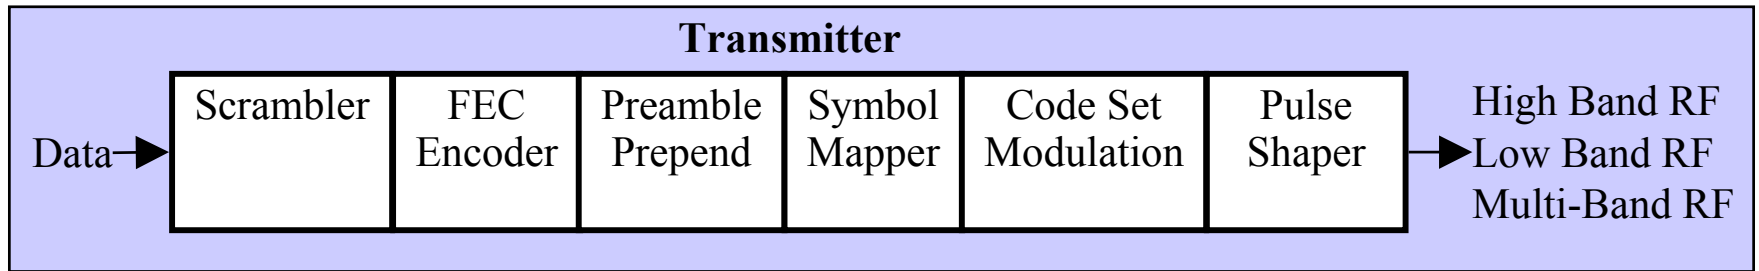 Transmitter
Data
Scrambler
FEC
Encoder
Preamble
Prepend
Symbol
Mapper
Code Set
Modulation
Pulse
Shaper
High Band RF
Low Band RF
Multi-Band RF